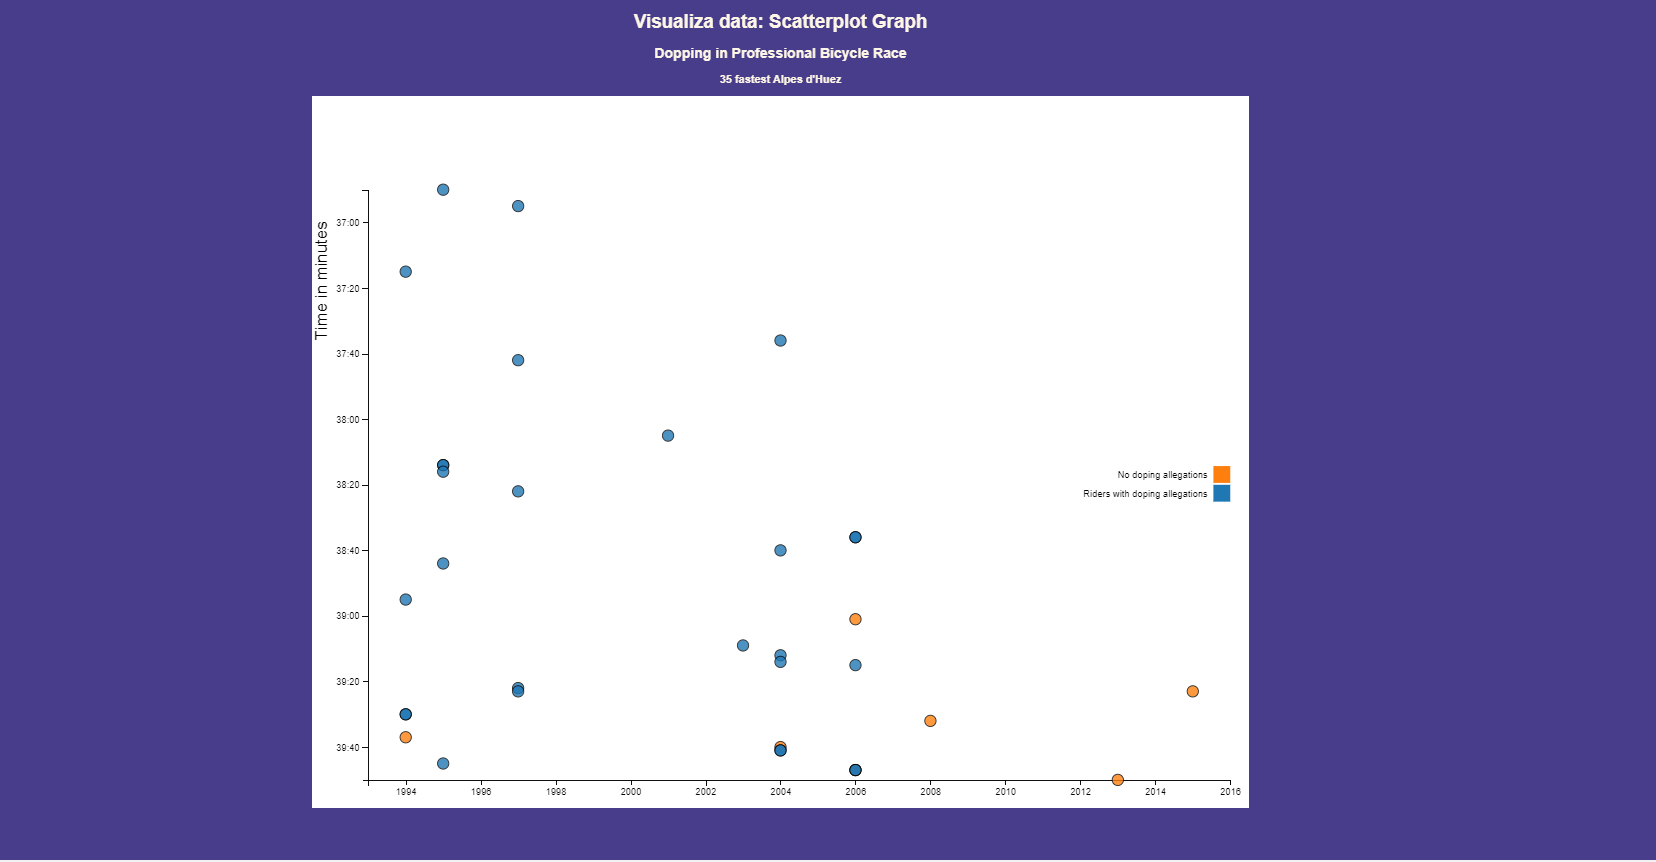 Visualiza data: Scatterplot Graph
Dopping in Professional Bicycle Race
35 fastest Alpes d'Huez
Time in minutes
37:00
37:20
37:40
38:00
38:20
38:40
39:00
39:20
39:40
No doping allegations
Riders with doping allegations
1994 1996 1998 2000 2002 2004 2006 2008 2010 2012 2014 2016